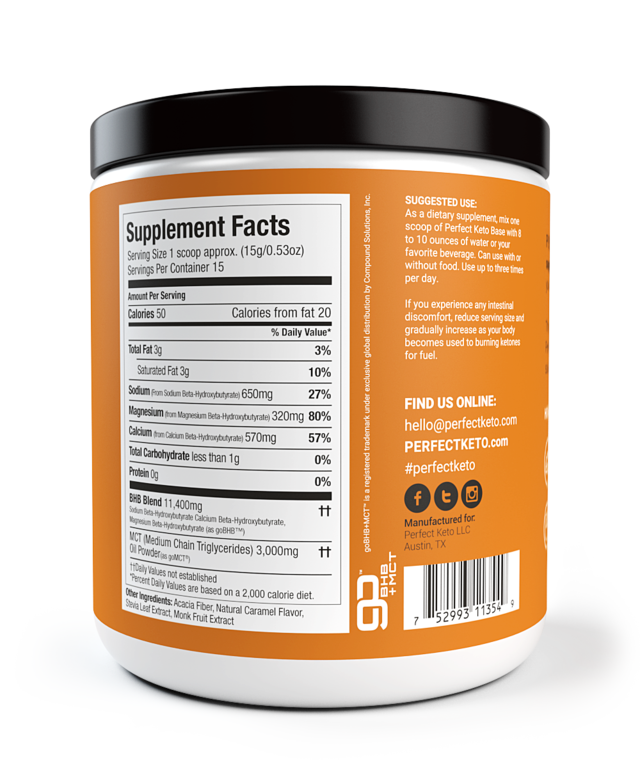 Supplement Facts
Serving Size 1 scoop approx. (15g/0.53oz)
Servings Per Container 15
Amount Per Serving
Calories 50 Calories from fat 20
% Daily Value*
Total Fat 3g 3%
Saturated Fat 3g 10%
Sodium (From Sodium Beta-Hydroxybutyrate) 650mg 27%
Magnesium (from Magnesium Beta-Hydroxybutyrate) 320mg 80%
Calcium (from Calcium Beta-Hydroxybutyrate) 570mg 57%
Total Carbohydrate less than 1g 0%
Protein 0g 0%
BHB Blend 11,400mg ††
Sodium Beta-Hydroxybutyrate Calcium Beta-Hydroxybutyrate,
Magnesium Beta-Hydroxybutyrate (as goBHB™)
MCT (Medium Chain Triglycerides) 3,000mg ††
Oil Powder (as goMCT®)
††Daily Values not established
*Percent Daily Values are based on a 2,000 calorie diet.
Other Ingredients: Acacia Fiber, Natural Caramel Flavor,
Stevia Leaf Extract, Monk Fruit Extract
goBHB+MCT™ is a registered trademark under exclusive global distribution by Compound Solutions, Inc.
go™
BHB
+MCT
SUGGESTED USE:
As a dietary supplement, mix one
scoop of Perfect Keto Base with 8
to 10 ounces of water or your
favorite beverage. Can use with or
without food. Use up to three times
per day.
If you experience any intestinal
discomfort, reduce serving size and
gradually increase as your body
becomes used to burning ketones
for fuel.
FIND US ONLINE:
hello@perfectketo.com
PERFECTKETO.com
#perfectketo
Manufactured for:
Perfect Keto LLC
Austin, TX
7 52993 11354 9